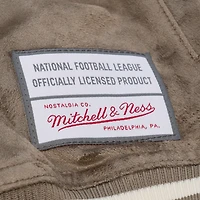 NATIONAL FOOTBALL LEAGUE
OFFICIALLY LICENSED PRODUCT
NOSTALGIA CO.
Mitchell & Ness
PHILADELPHIA, PA.